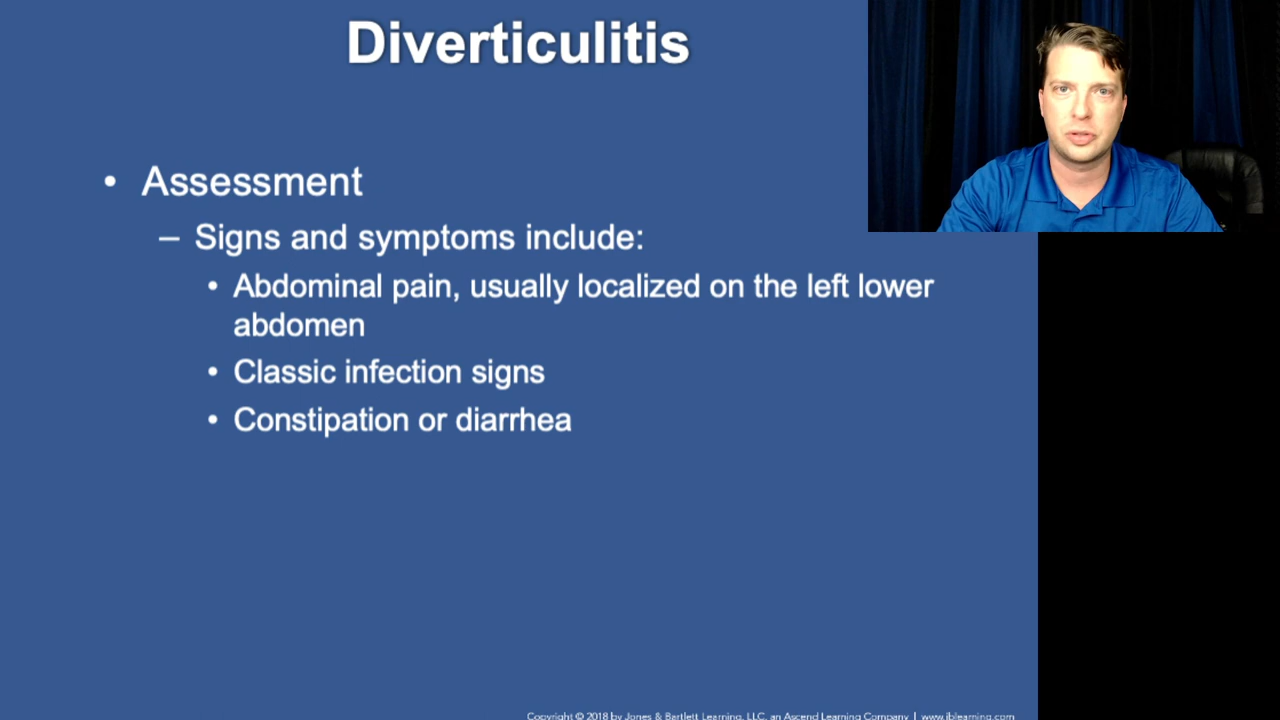 Diverticulitis
• Assessment
– Signs and symptoms include:
• Abdominal pain, usually localized on the left lower
abdomen
• Classic infection signs
• Constipation or diarrhea
Copyright © 2018 by Jones & Bartlett Learning, LLC, an Ascend Learning Company | www.jblearning.com